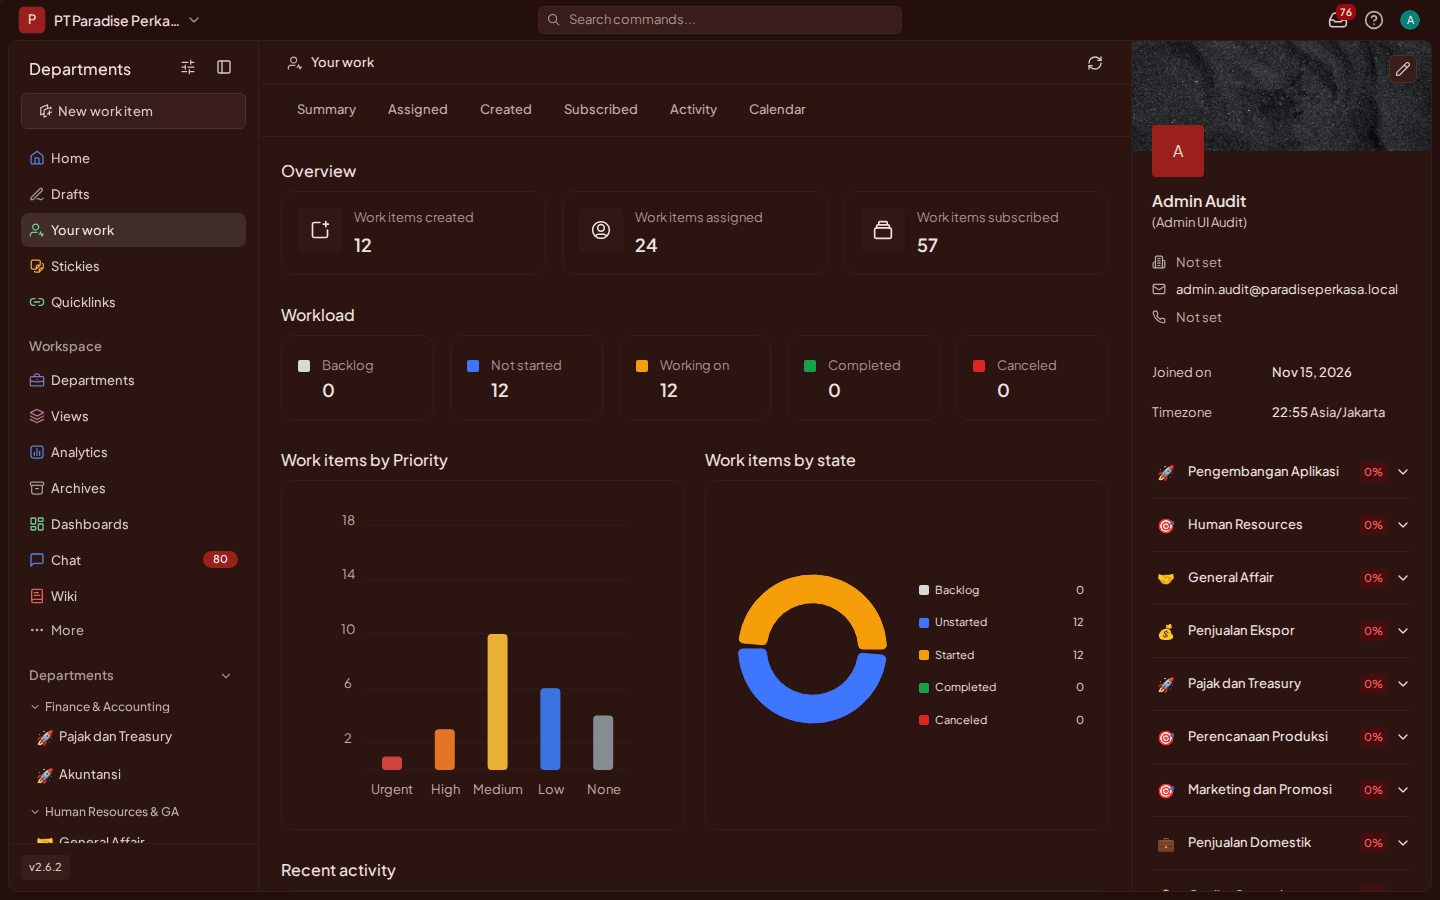 P
PT Paradise Perka...
Search commands...
76
A
Departments
New work item
Home
Drafts
Your work
Stickies
Quicklinks
Workspace
Departments
Views
Analytics
Archives
Dashboards
Chat
80
Wiki
More
Departments
Finance & Accounting
Pajak dan Treasury
Akuntansi
Human Resources & GA
General Affair
v2.6.2
Your work
Summary
Assigned
Created
Subscribed
Activity
Calendar
Overview
Work items created
12
Work items assigned
24
Work items subscribed
57
Workload
Backlog
0
Not started
12
Working on
12
Completed
0
Canceled
0
Work items by Priority
18
14
10
6
2
Urgent
High
Medium
Low
None
Work items by state
Backlog 0
Unstarted 12
Started 12
Completed 0
Canceled 0
Recent activity
A
Admin Audit
(Admin UI Audit)
Not set
admin.audit@paradiseperkasa.local
Not set
Joined on Nov 15, 2026
Timezone 22:55 Asia/Jakarta
Pengembangan Aplikasi 0%
Human Resources 0%
General Affair 0%
Penjualan Ekspor 0%
Pajak dan Treasury 0%
Perencanaan Produksi 0%
Marketing dan Promosi 0%
Penjualan Domestik 0%